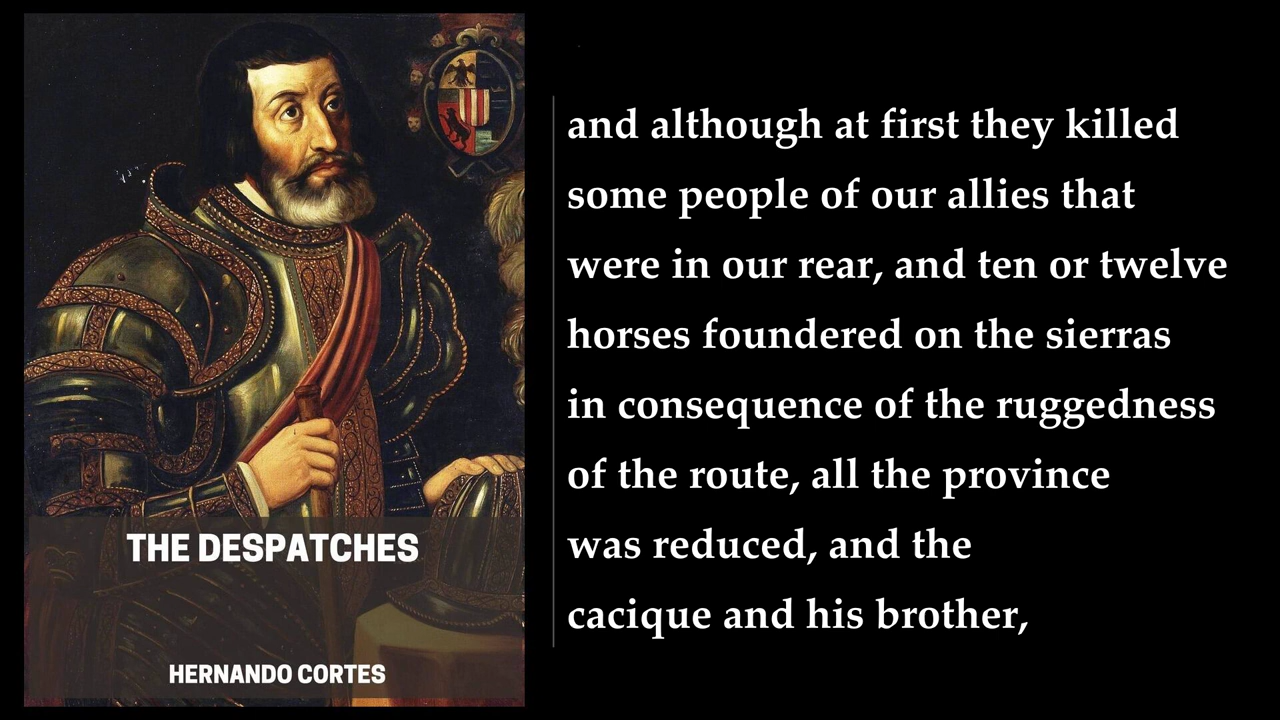 THE DESPATCHES
HERNANDO CORTES
and although at first they killed
some people of our allies that
were in our rear, and ten or twelve
horses foundered on the sierras
in consequence of the ruggedness
of the route, all the province
was reduced, and the
cacique and his brother,